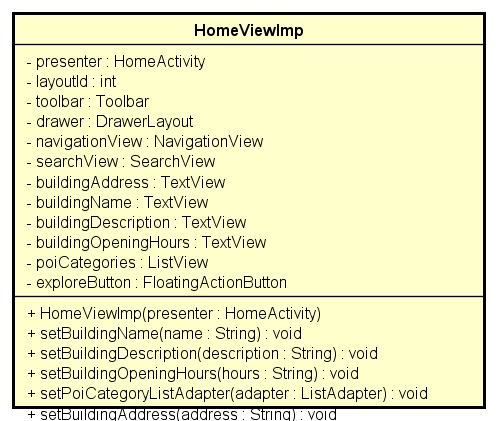 HomeViewImp
- presenter : HomeActivity
- layoutId : int
- toolbar : Toolbar
- drawer : DrawerLayout
- navigationView : NavigationView
- searchView : SearchView
- buildingAddress : TextView
- buildingName : TextView
- buildingDescription : TextView
- buildingOpeningHours : TextView
- poiCategories : ListView
- exploreButton : FloatingActionButton
+ HomeViewImp(presenter : HomeActivity)
+ setBuildingName(name : String) : void
+ setBuildingDescription(description : String) : void
+ setBuildingOpeningHours(hours : String) : void
+ setPoiCategoryListAdapter(adapter : ListAdapter) : void
+ setBuildingAddress(address : String) : void